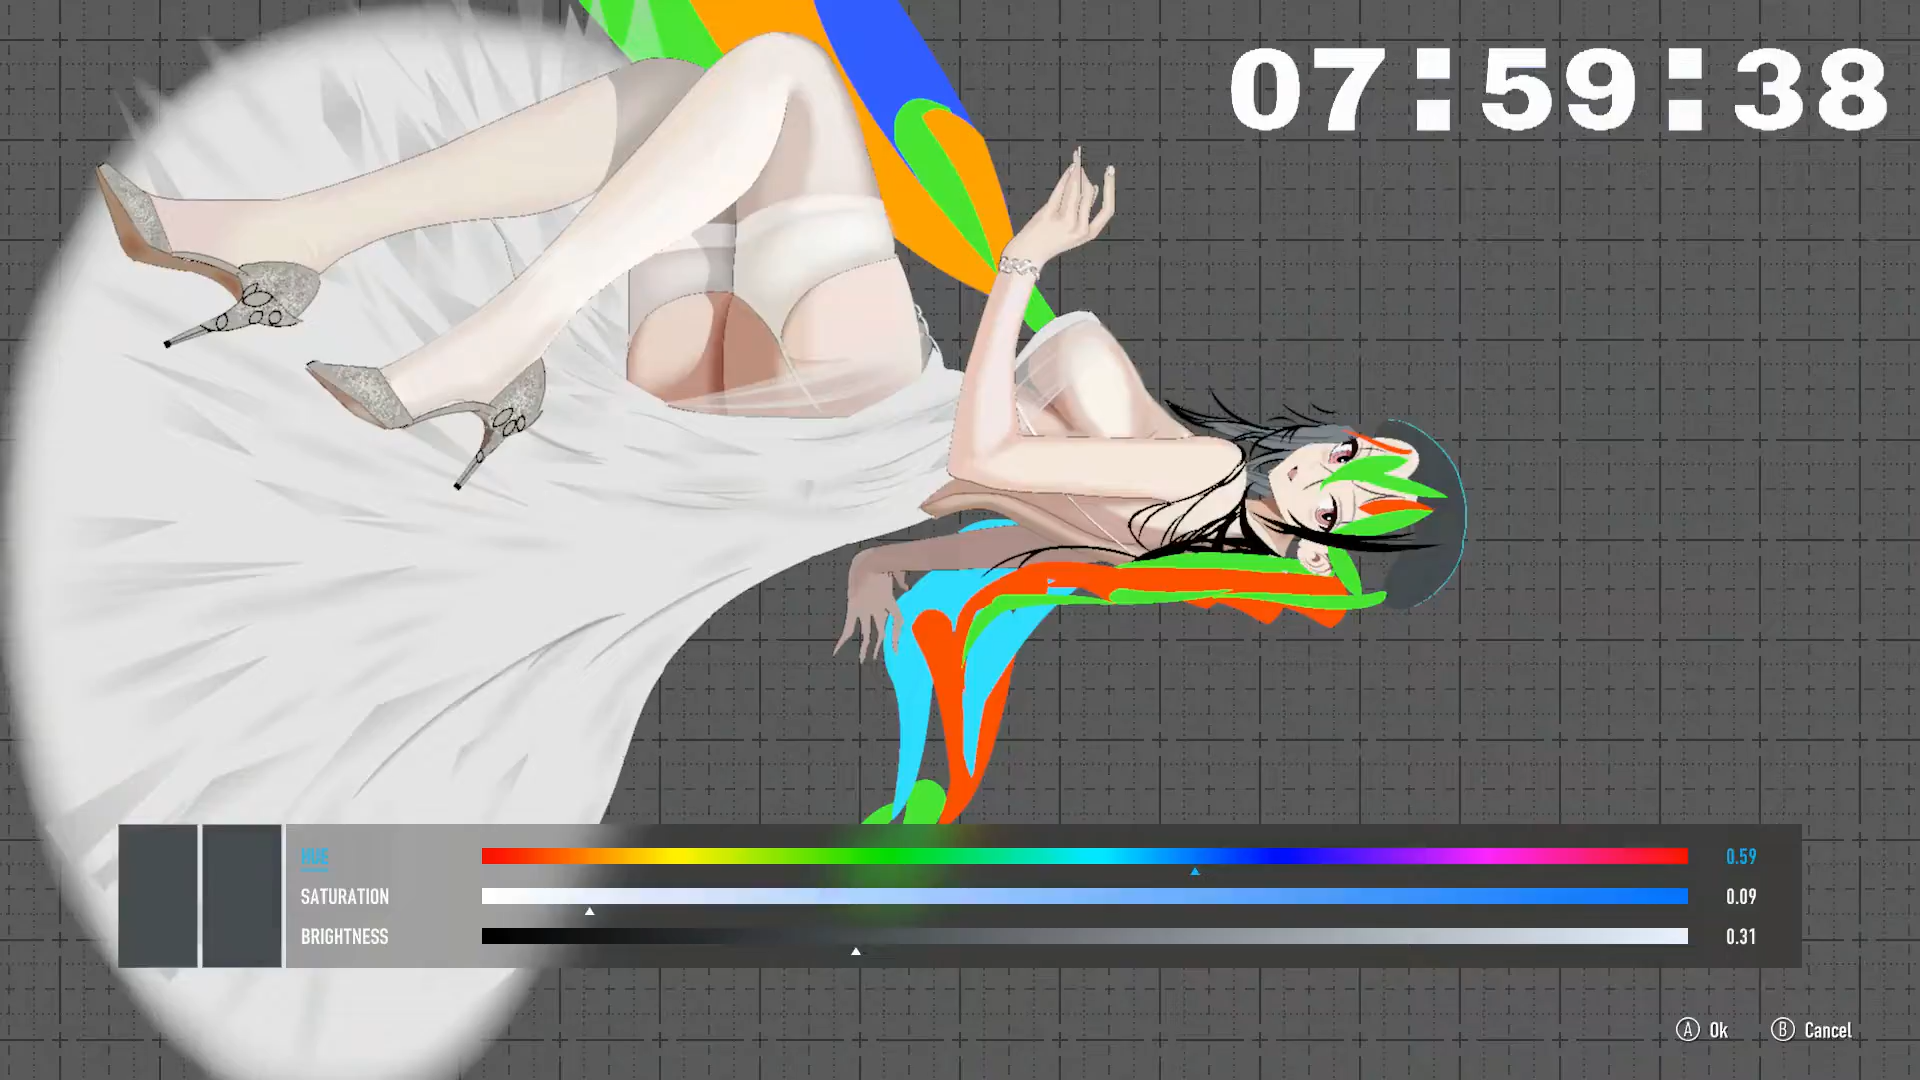 07:59:38
HUE 0.59
SATURATION 0.09
BRIGHTNESS 0.31
A Ok B Cancel